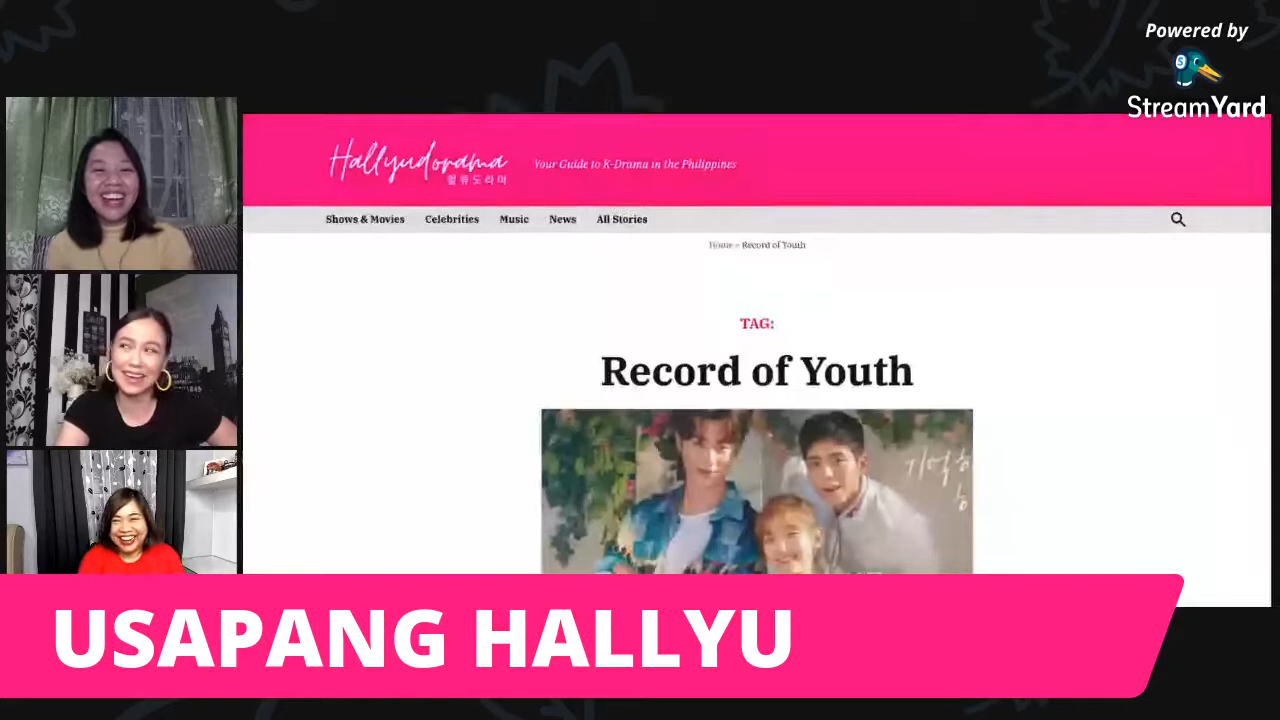 Powered by
StreamYard
Hallyudorama
할류도라마
Your Guide to K-Drama in the Philippines
Shows & Movies Celebrities Music News All Stories
Home » Record of Youth
TAG:
Record of Youth
USAPANG HALLYU